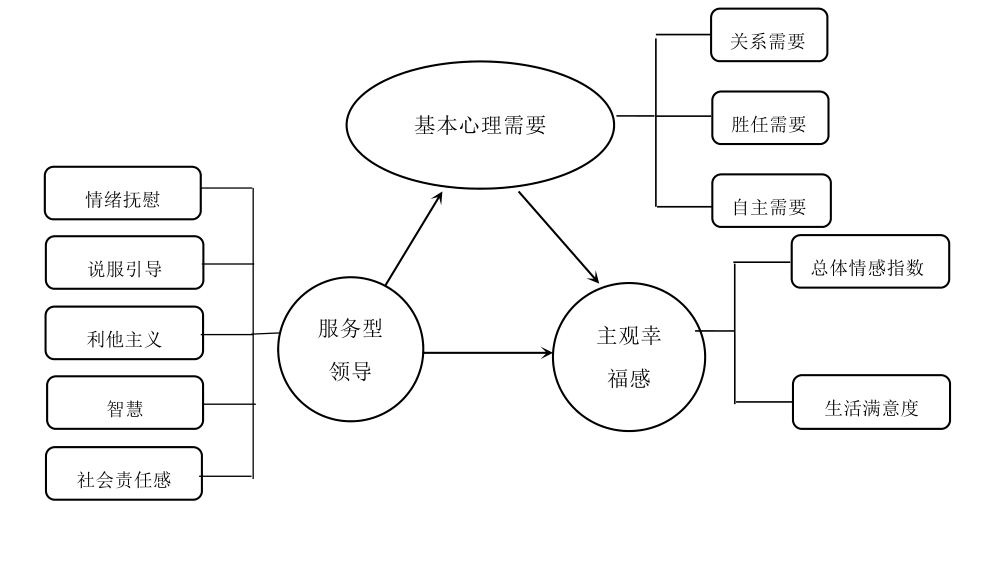 关系需要
基本心理需要
胜任需要
自主需要
情绪抚慰
说服引导
利他主义
智慧
社会责任感
服务型
领导
主观幸
福感
总体情感指数
生活满意度